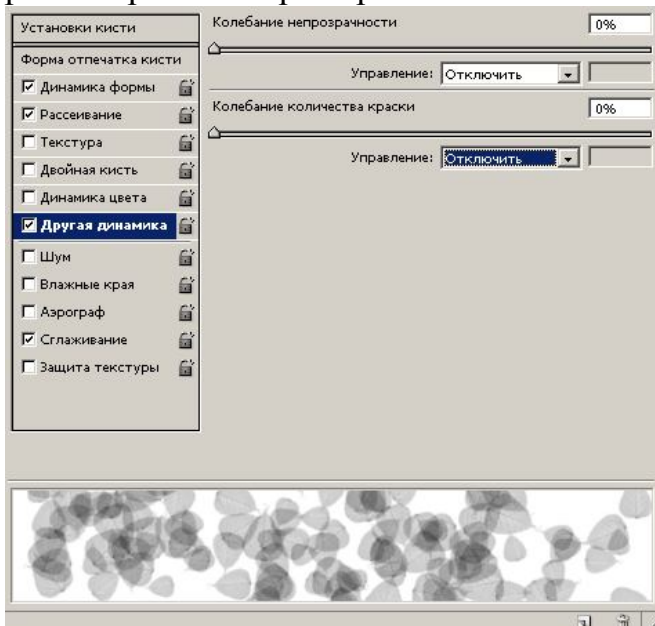 Установки кисти
Форма отпечатка кисти
Динамика формы
Рассеивание
Текстура
Двойная кисть
Динамика цвета
Другая динамика
Шум
Влажные края
Аэрограф
Сглаживание
Защита текстуры
Колебание непрозрачности 0%
Управление: Отключить
Колебание количества краски 0%
Управление: Отключить